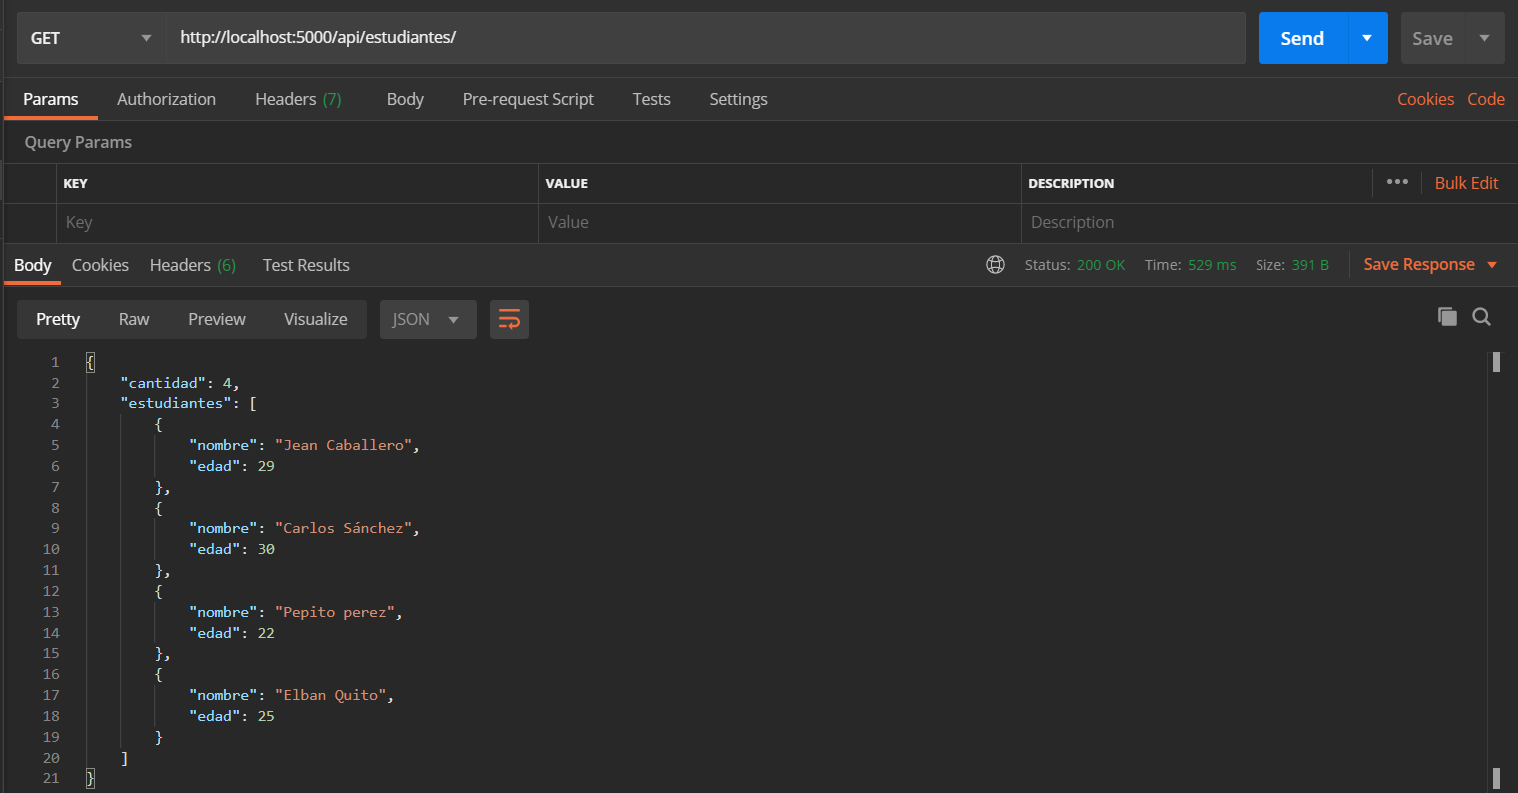 GET http://localhost:5000/api/estudiantes/ Send Save
Params Authorization Headers (7) Body Pre-request Script Tests Settings Cookies Code
Query Params
KEY VALUE DESCRIPTION ••• Bulk Edit
Key Value Description
Body Cookies Headers (6) Test Results Status: 200 OK Time: 529 ms Size: 391 B Save Response
Pretty Raw Preview Visualize JSON
1 {
2 "cantidad": 4,
3 "estudiantes": [
4 {
5 "nombre": "Jean Caballero",
6 "edad": 29
7 },
8 {
9 "nombre": "Carlos Sánchez",
10 "edad": 30
11 },
12 {
13 "nombre": "Pepito perez",
14 "edad": 22
15 },
16 {
17 "nombre": "Elban Quito",
18 "edad": 25
19 }
20 ]
21 }